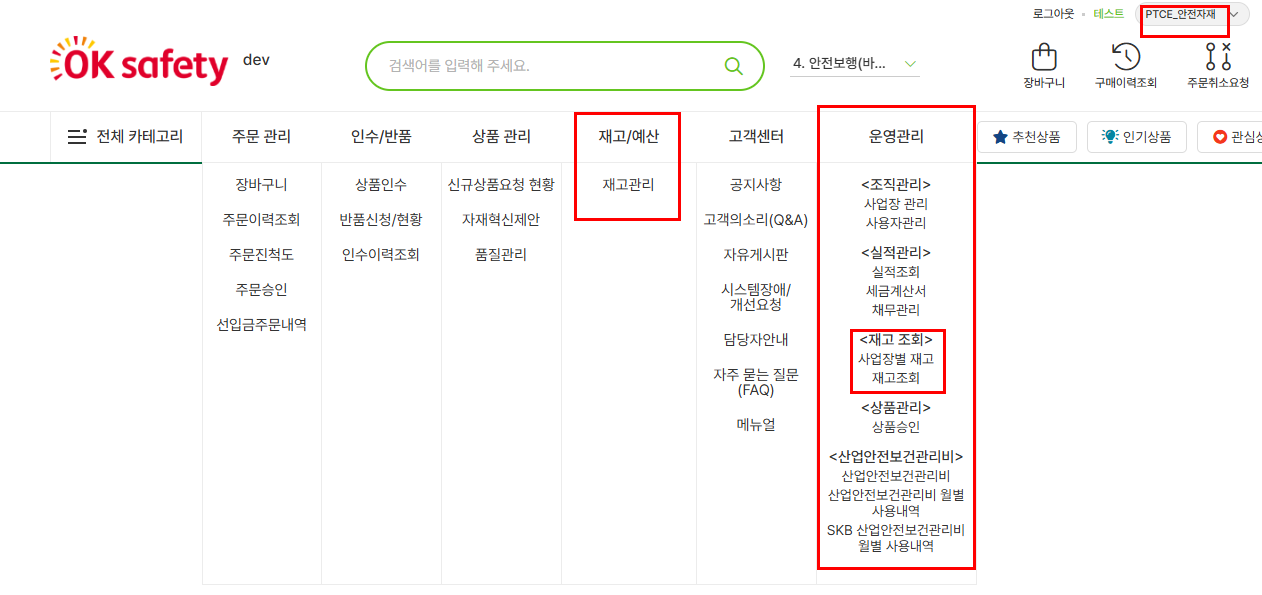 로그아웃
테스트
PTCE_안전자재
OK safety
dev
검색어를 입력해 주세요.
4. 안전보행(바...
장바구니
구매이력조회
주문취소요청
전체 카테고리
주문 관리
인수/반품
상품 관리
재고/예산
고객센터
운영관리
추천상품
인기상품
장바구니
주문이력조회
주문진척도
주문승인
선입금주문내역
상품인수
반품신청/현황
인수이력조회
신규상품요청 현황
자재혁신제안
품질관리
재고관리
공지사항
고객의소리(Q&A)
자유게시판
시스템장애/
개선요청
담당자안내
자주 묻는 질문
(FAQ)
메뉴얼
<조직관리>
사업장 관리
사용자관리
<실적관리>
실적조회
세금계산서
채무관리
<재고 조회>
사업장별 재고
재고조회
<상품관리>
상품승인
<산업안전보건관리비>
산업안전보건관리비
산업안전보건관리비 월별
사용내역
SKB 산업안전보건관리비
월별 사용내역